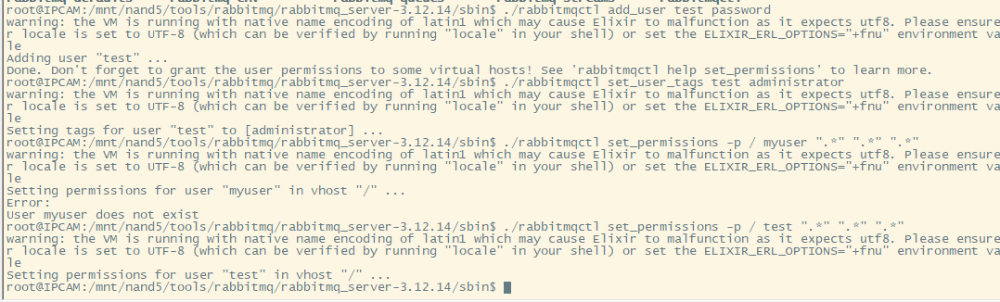 root@IPCAM:/mnt/nand5/tools/rabbitmq/rabbitmq_server-3.12.14/sbin$ ./rabbitmqctl add_user test password
warning: the VM is running with native name encoding of latin1 which may cause Elixir to malfunction as it expects utf8. Please ensure
r locale is set to UTF-8 (which can be verified by running "locale" in your shell) or set the ELIXIR_ERL_OPTIONS="+fnu" environment va
le
Adding user "test" ...
Done. Don't forget to grant the user permissions to some virtual hosts! See 'rabbitmqctl help set_permissions' to learn more.
root@IPCAM:/mnt/nand5/tools/rabbitmq/rabbitmq_server-3.12.14/sbin$ ./rabbitmqctl set_user_tags test administrator
warning: the VM is running with native name encoding of latin1 which may cause Elixir to malfunction as it expects utf8. Please ensure
r locale is set to UTF-8 (which can be verified by running "locale" in your shell) or set the ELIXIR_ERL_OPTIONS="+fnu" environment va
le
Setting tags for user "test" to [administrator] ...
root@IPCAM:/mnt/nand5/tools/rabbitmq/rabbitmq_server-3.12.14/sbin$ ./rabbitmqctl set_permissions -p / myuser ".*" ".*" ".*"
warning: the VM is running with native name encoding of latin1 which may cause Elixir to malfunction as it expects utf8. Please ensure
r locale is set to UTF-8 (which can be verified by running "locale" in your shell) or set the ELIXIR_ERL_OPTIONS="+fnu" environment va
le
Setting permissions for user "myuser" in vhost "/" ...
Error:
User myuser does not exist
root@IPCAM:/mnt/nand5/tools/rabbitmq/rabbitmq_server-3.12.14/sbin$ ./rabbitmqctl set_permissions -p / test ".*" ".*" ".*"
warning: the VM is running with native name encoding of latin1 which may cause Elixir to malfunction as it expects utf8. Please ensure
r locale is set to UTF-8 (which can be verified by running "locale" in your shell) or set the ELIXIR_ERL_OPTIONS="+fnu" environment va
le
Setting permissions for user "test" in vhost "/" ...
root@IPCAM:/mnt/nand5/tools/rabbitmq/rabbitmq_server-3.12.14/sbin$